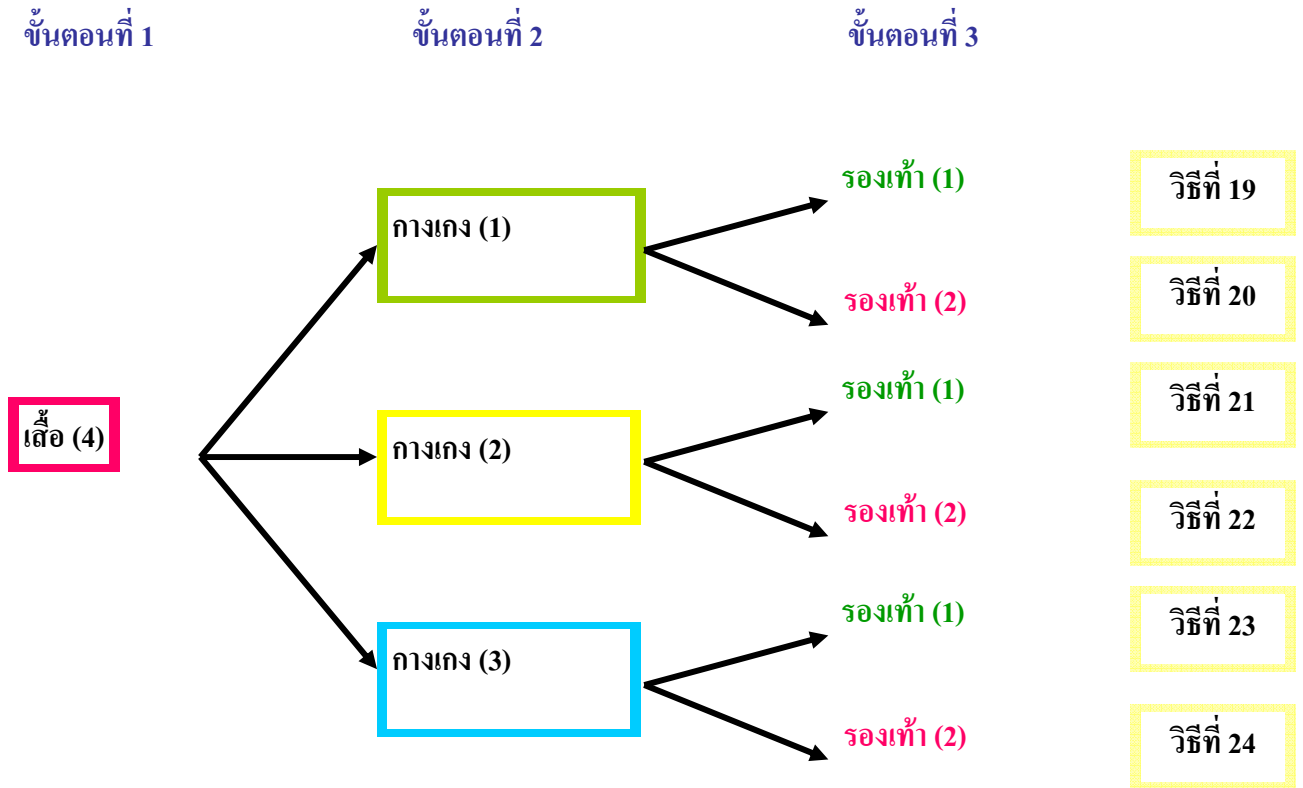 ขั้นตอนที่ 1
ขั้นตอนที่ 2
ขั้นตอนที่ 3
รองเท้า (1)
วิธีที่ 19
กางเกง (1)
รองเท้า (2)
วิธีที่ 20
รองเท้า (1)
วิธีที่ 21
เสื้อ (4)
กางเกง (2)
รองเท้า (2)
วิธีที่ 22
รองเท้า (1)
วิธีที่ 23
กางเกง (3)
รองเท้า (2)
วิธีที่ 24